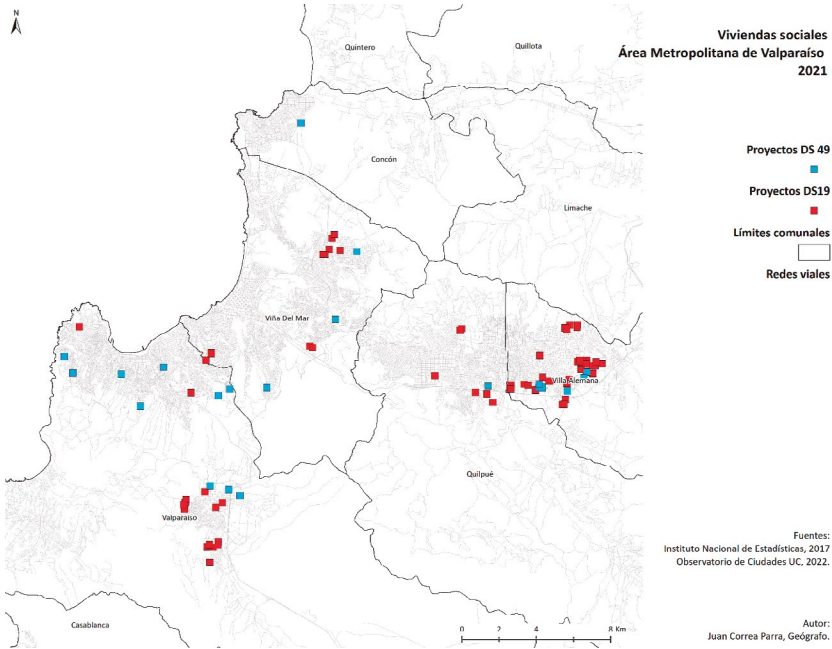 N
Viviendas sociales
Área Metropolitana de Valparaíso
2021
Quintero
Quillota
Concón
Limache
Viña Del Mar
Villa Alemana
Quilpué
Valparaíso
Casablanca
Proyectos DS 49
Proyectos DS19
Límites comunales
Redes viales
Fuentes:
Instituto Nacional de Estadísticas, 2017
Observatorio de Ciudades UC, 2022.
Autor:
Juan Correa Parra, Geógrafo.
0 2 4 8 Km